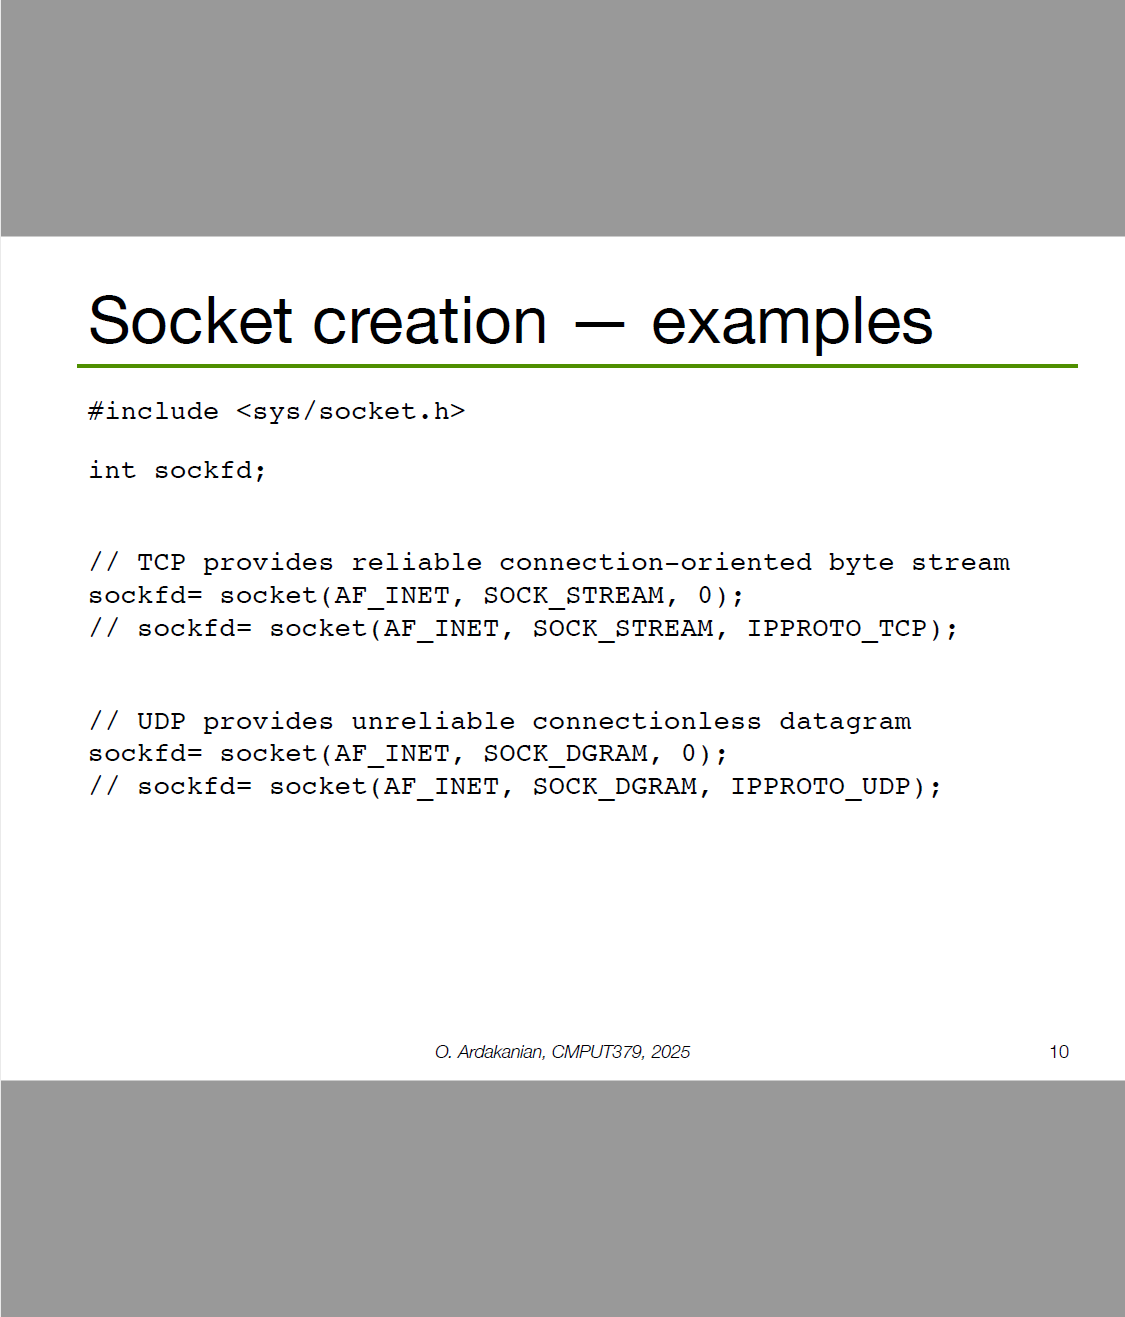 Socket creation — examples
#include <sys/socket.h>
int sockfd;
// TCP provides reliable connection-oriented byte stream
sockfd= socket(AF_INET, SOCK_STREAM, 0);
// sockfd= socket(AF_INET, SOCK_STREAM, IPPROTO_TCP);
// UDP provides unreliable connectionless datagram
sockfd= socket(AF_INET, SOCK_DGRAM, 0);
// sockfd= socket(AF_INET, SOCK_DGRAM, IPPROTO_UDP);
O. Ardakanian, CMPUT379, 2025
10